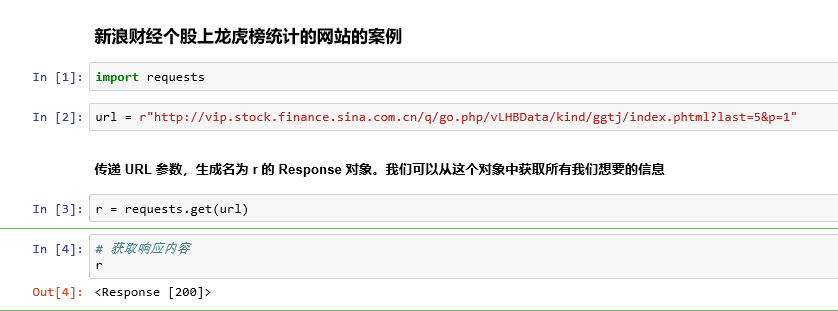 新浪财经个股上龙虎榜统计的网站的案例
In [1]: import requests
In [2]: url = r"http://vip.stock.finance.sina.com.cn/q/go.php/vLHBData/kind/ggtj/index.phtml?last=5&p=1"
传递 URL 参数，生成名为 r 的 Response 对象。我们可以从这个对象中获取所有我们想要的信息
In [3]: r = requests.get(url)
In [4]: # 获取响应内容
r
Out[4]: <Response [200]>